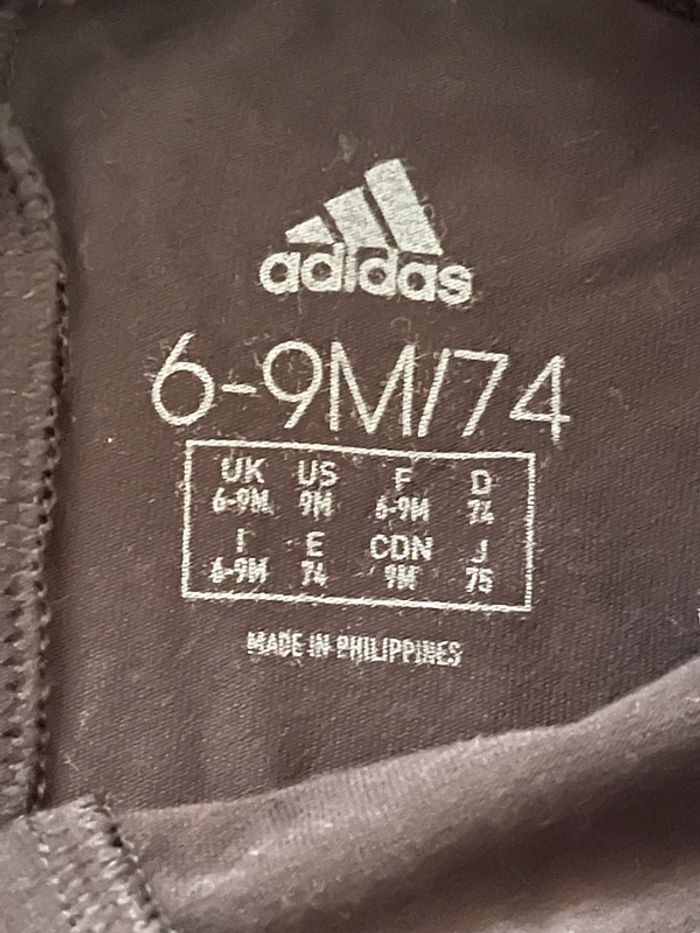 adidas
6-9M/74
UK US F D
6-9M 9M 6-9M 74
I E CDN J
6-9M 74 9M 75
MADE IN PHILIPPINES